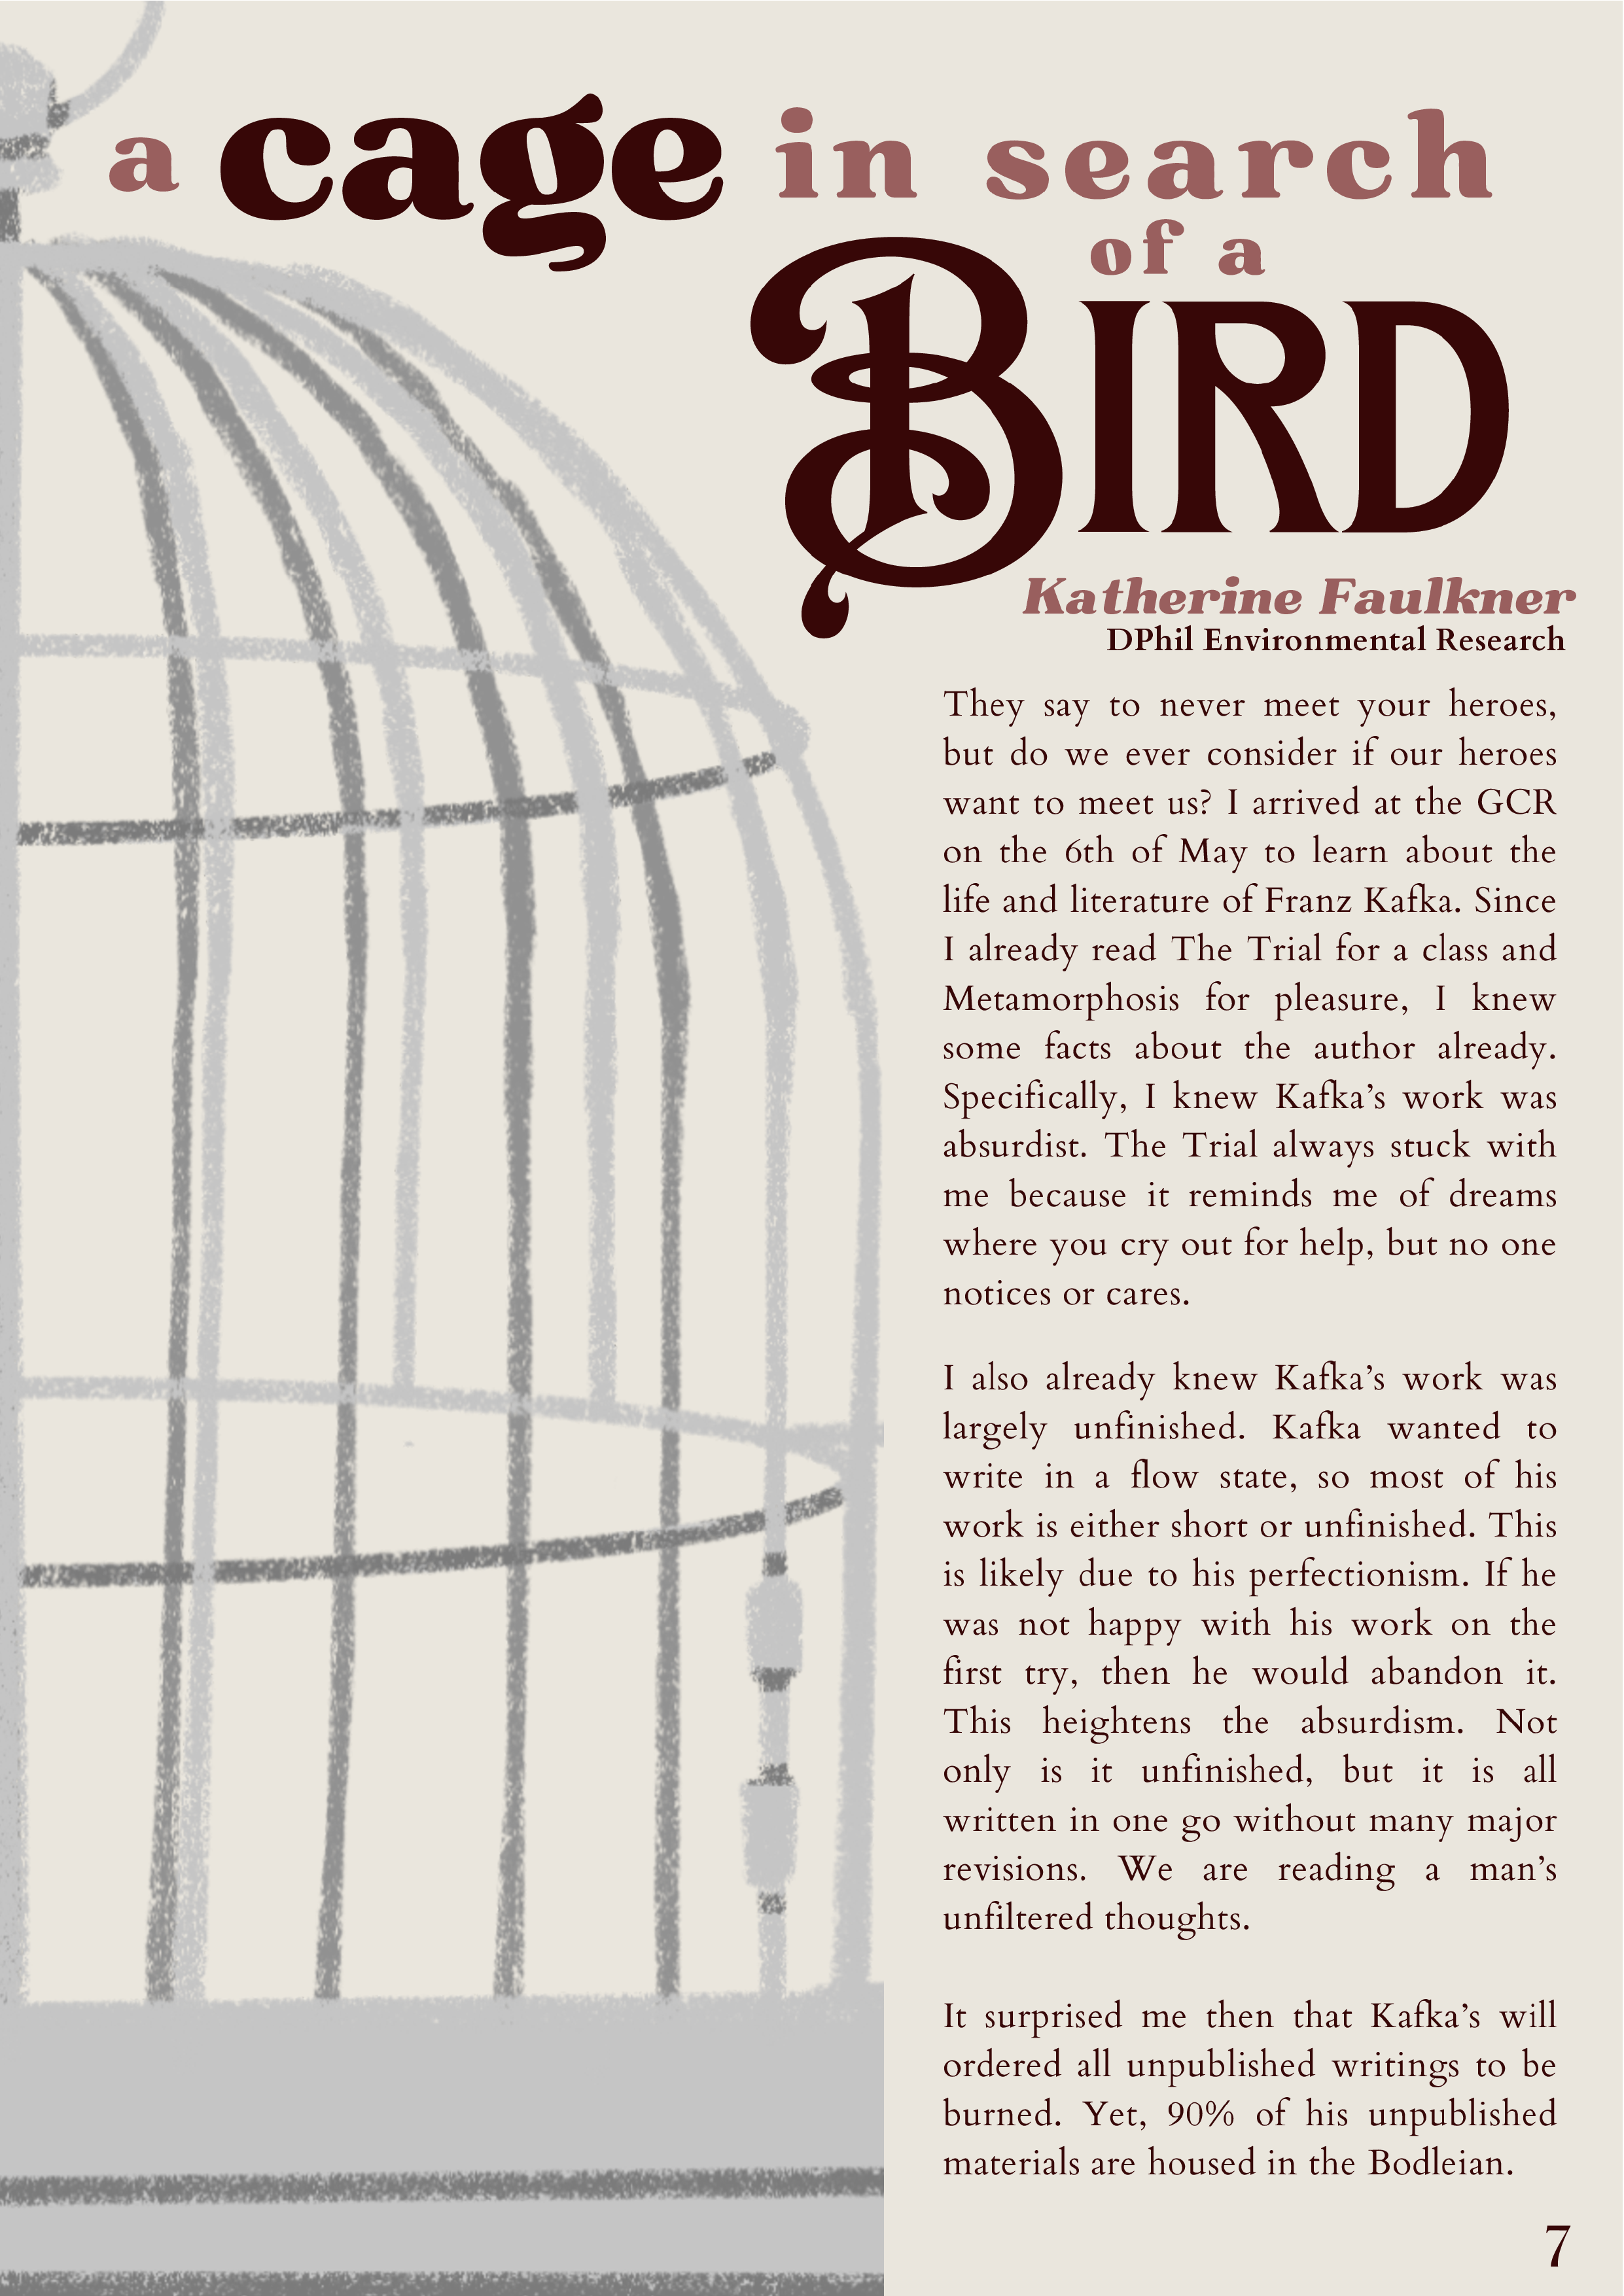 a cage in search
of a
BIRD
Katherine Faulkner
DPhil Environmental Research
They say to never meet your heroes,
but do we ever consider if our heroes
want to meet us? I arrived at the GCR
on the 6th of May to learn about the
life and literature of Franz Kafka. Since
I already read The Trial for a class and
Metamorphosis for pleasure, I knew
some facts about the author already.
Specifically, I knew Kafka’s work was
absurdist. The Trial always stuck with
me because it reminds me of dreams
where you cry out for help, but no one
notices or cares.
I also already knew Kafka’s work was
largely unfinished. Kafka wanted to
write in a flow state, so most of his
work is either short or unfinished. This
is likely due to his perfectionism. If he
was not happy with his work on the
first try, then he would abandon it.
This heightens the absurdism. Not
only is it unfinished, but it is all
written in one go without many major
revisions. We are reading a man’s
unfiltered thoughts.
It surprised me then that Kafka’s will
ordered all unpublished writings to be
burned. Yet, 90% of his unpublished
materials are housed in the Bodleian.
7